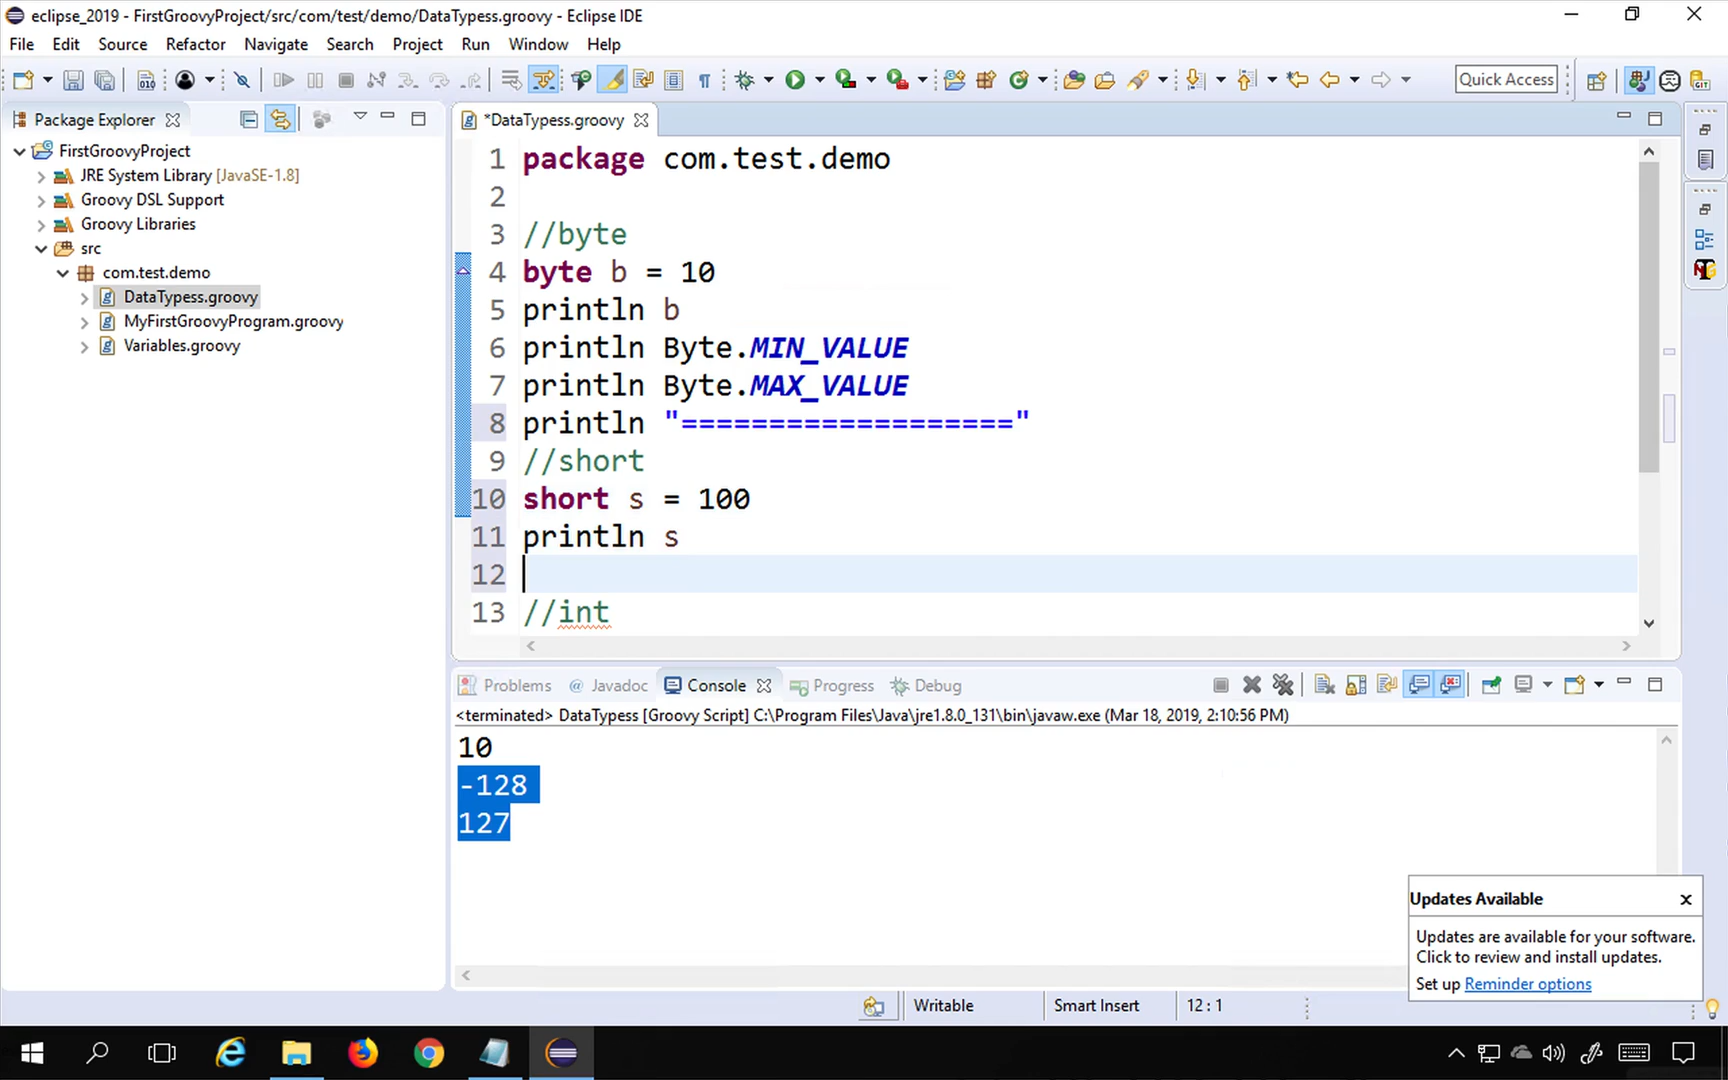 eclipse_2019 - FirstGroovyProject/src/com/test/demo/DataTypess.groovy - Eclipse IDE
File Edit Source Refactor Navigate Search Project Run Window Help
Quick Access
Package Explorer
FirstGroovyProject
JRE System Library [JavaSE-1.8]
Groovy DSL Support
Groovy Libraries
src
com.test.demo
DataTypess.groovy
MyFirstGroovyProgram.groovy
Variables.groovy
*DataTypess.groovy
1 package com.test.demo
2
3 //byte
4 byte b = 10
5 println b
6 println Byte.MIN_VALUE
7 println Byte.MAX_VALUE
8 println "==================="
9 //short
10 short s = 100
11 println s
12
13 //int
Problems @ Javadoc Console Progress Debug
<terminated> DataTypess [Groovy Script] C:\Program Files\Java\jre1.8.0_131\bin\javaw.exe (Mar 18, 2019, 2:10:56 PM)
10
-128
127
Updates Available
Updates are available for your software.
Click to review and install updates.
Set up Reminder options
Writable Smart Insert 12 : 1